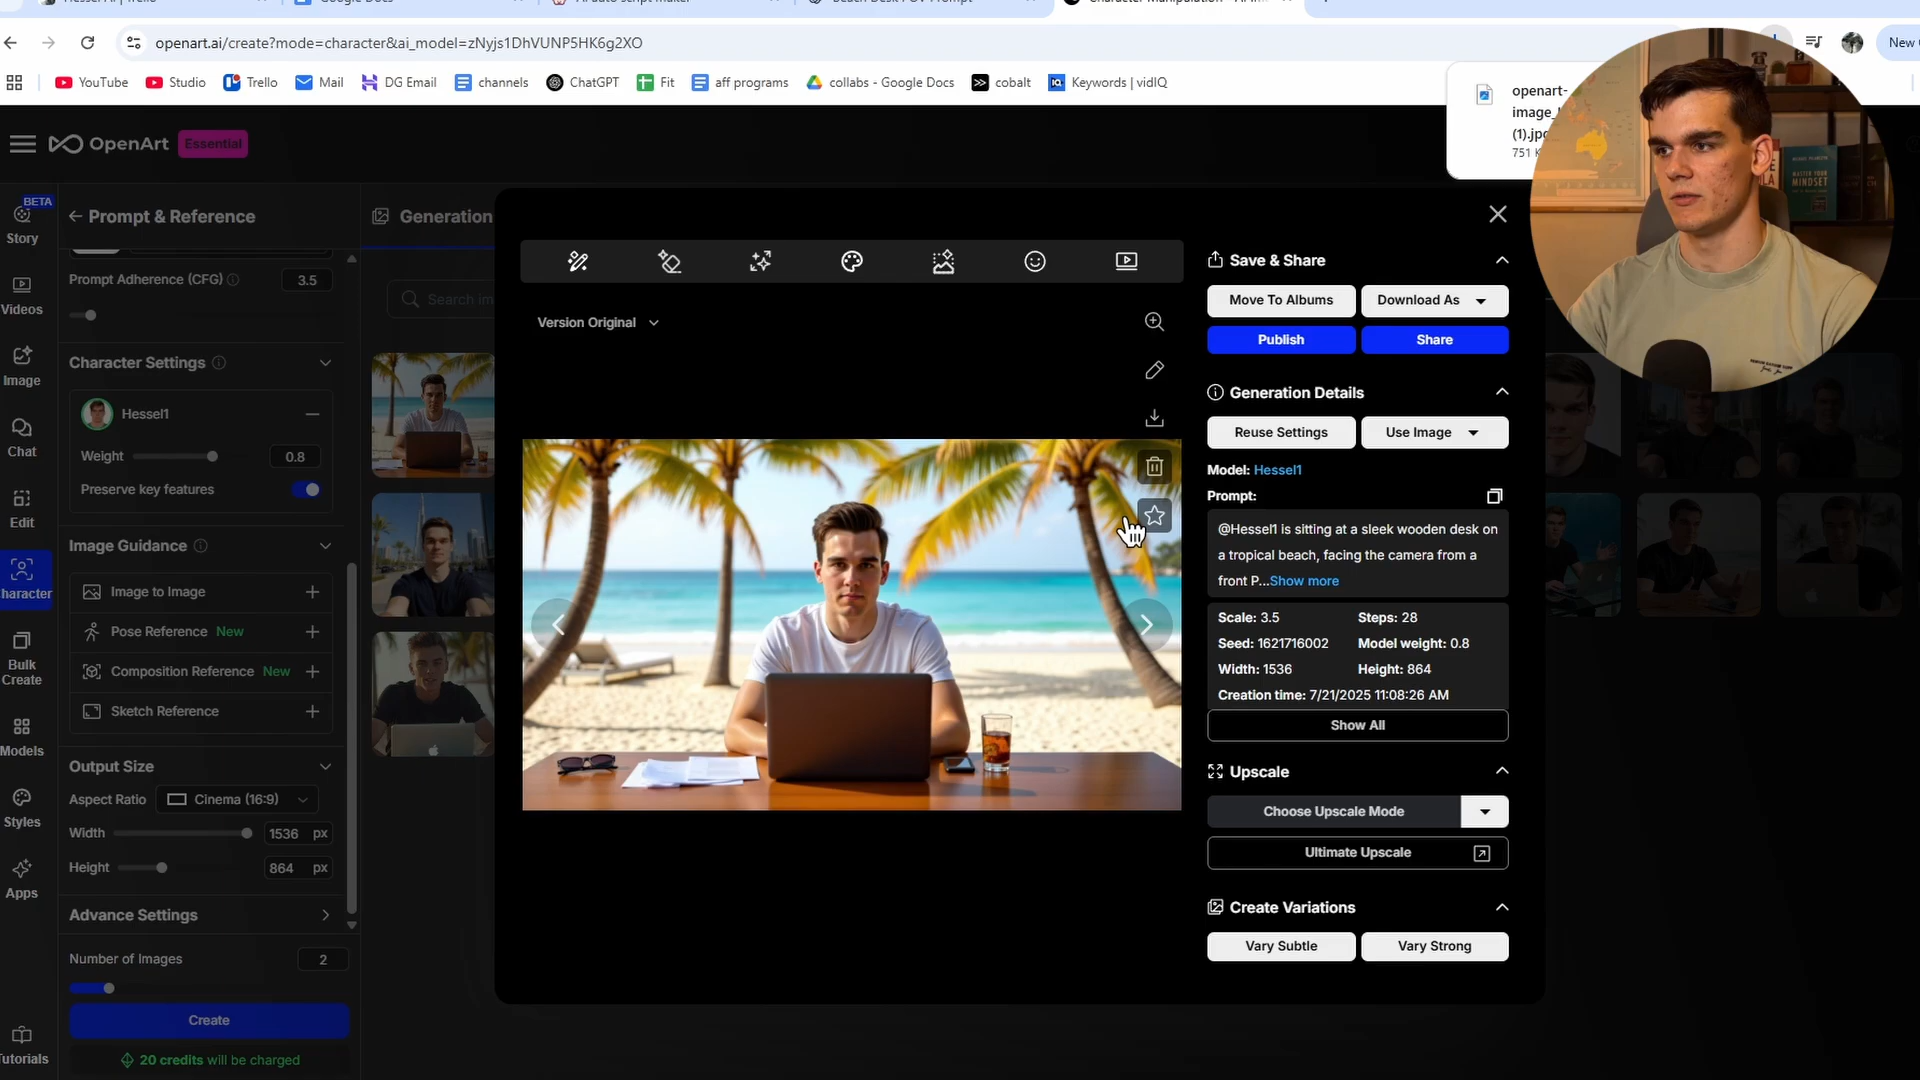 Google Docs
openart.ai/create?mode=character&ai_model=zNyjs1DhVUNP5HK6g2XO
New
YouTube
Studio
Trello
Mail
DG Email
channels
ChatGPT
Fit
aff programs
collabs - Google Docs
cobalt
Keywords | vidIQ
openart-
image_
(1).jpg
751
MASTER YOUR
MINDSET
OpenArt
Essential
BETA
Story
Videos
Image
Chat
Edit
haracter
Bulk
Create
Models
Styles
Apps
utorials
Prompt & Reference
Prompt Adherence (CFG)
3.5
Character Settings
Hessel1
Weight
0.8
Preserve key features
Image Guidance
Image to Image
Pose Reference New
Composition Reference New
Sketch Reference
Output Size
Aspect Ratio
Cinema (16:9)
Width
1536 px
Height
864 px
Advance Settings
Number of Images
2
Create
20 credits will be charged
Generation
Search im
Version Original
Save & Share
Move To Albums
Download As
Publish
Share
Generation Details
Reuse Settings
Use Image
Model: Hessel1
Prompt:
@Hessel1 is sitting at a sleek wooden desk on
a tropical beach, facing the camera from a
front P...Show more
Scale: 3.5
Steps: 28
Seed: 1621716002
Model weight: 0.8
Width: 1536
Height: 864
Creation time: 7/21/2025 11:08:26 AM
Show All
Upscale
Choose Upscale Mode
Ultimate Upscale
Create Variations
Vary Subtle
Vary Strong